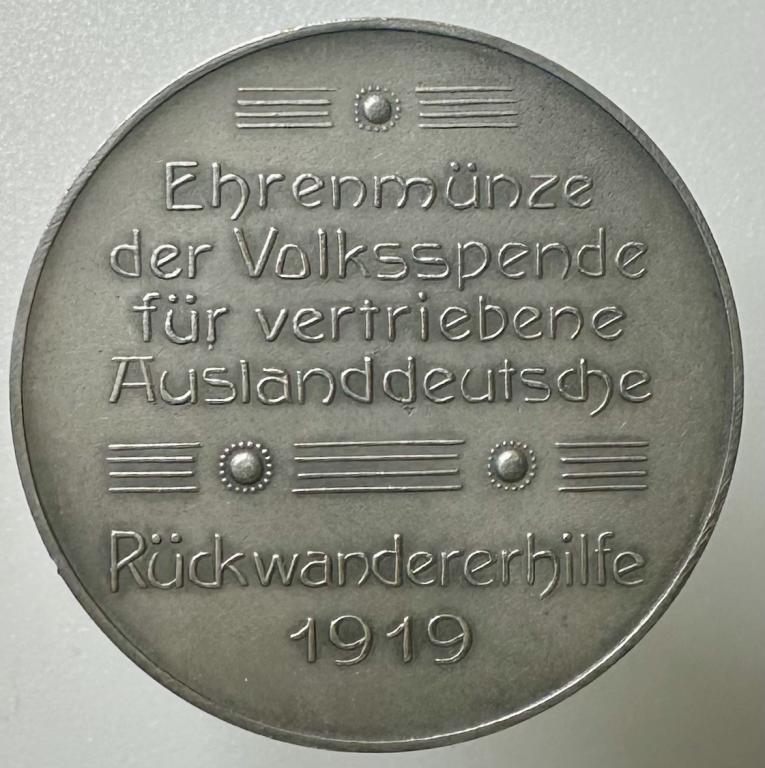 Ehrenmünze
der Volksspende
für vertriebene
Auslanddeutsche
Rückwandererhilfe
1919